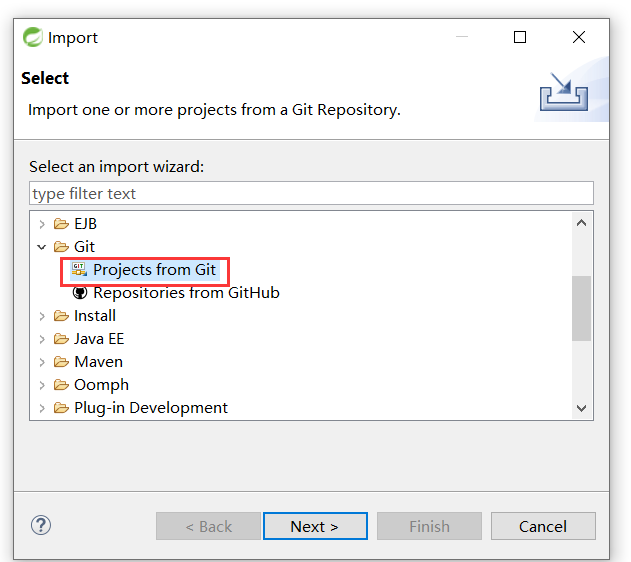 Import
Select
Import one or more projects from a Git Repository.
Select an import wizard:
type filter text
EJB
Git
GIT Projects from Git
Repositories from GitHub
Install
Java EE
Maven
Oomph
Plug-in Development
?
< Back Next > Finish Cancel